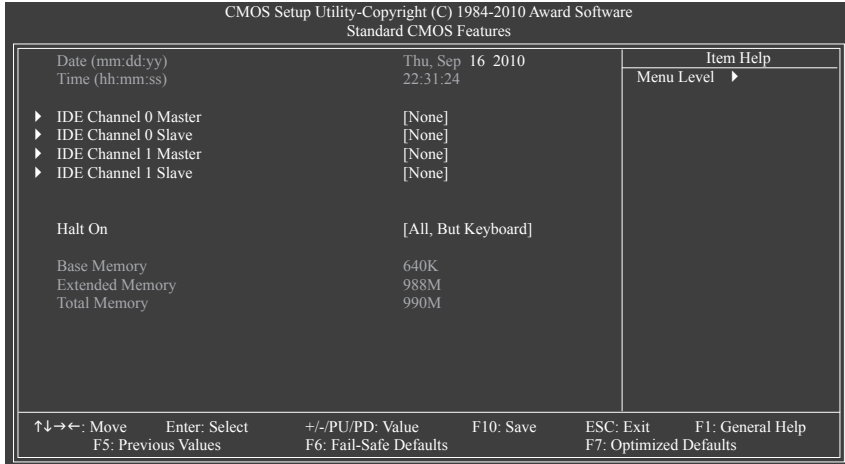 CMOS Setup Utility-Copyright (C) 1984-2010 Award Software
Standard CMOS Features
Date (mm:dd:yy) Thu, Sep 16 2010
Time (hh:mm:ss) 22:31:24
IDE Channel 0 Master [None]
IDE Channel 0 Slave [None]
IDE Channel 1 Master [None]
IDE Channel 1 Slave [None]
Halt On [All, But Keyboard]
Base Memory 640K
Extended Memory 988M
Total Memory 990M
Item Help
Menu Level
↑↓→←: Move Enter: Select +/-/PU/PD: Value F10: Save ESC: Exit F1: General Help
F5: Previous Values F6: Fail-Safe Defaults F7: Optimized Defaults